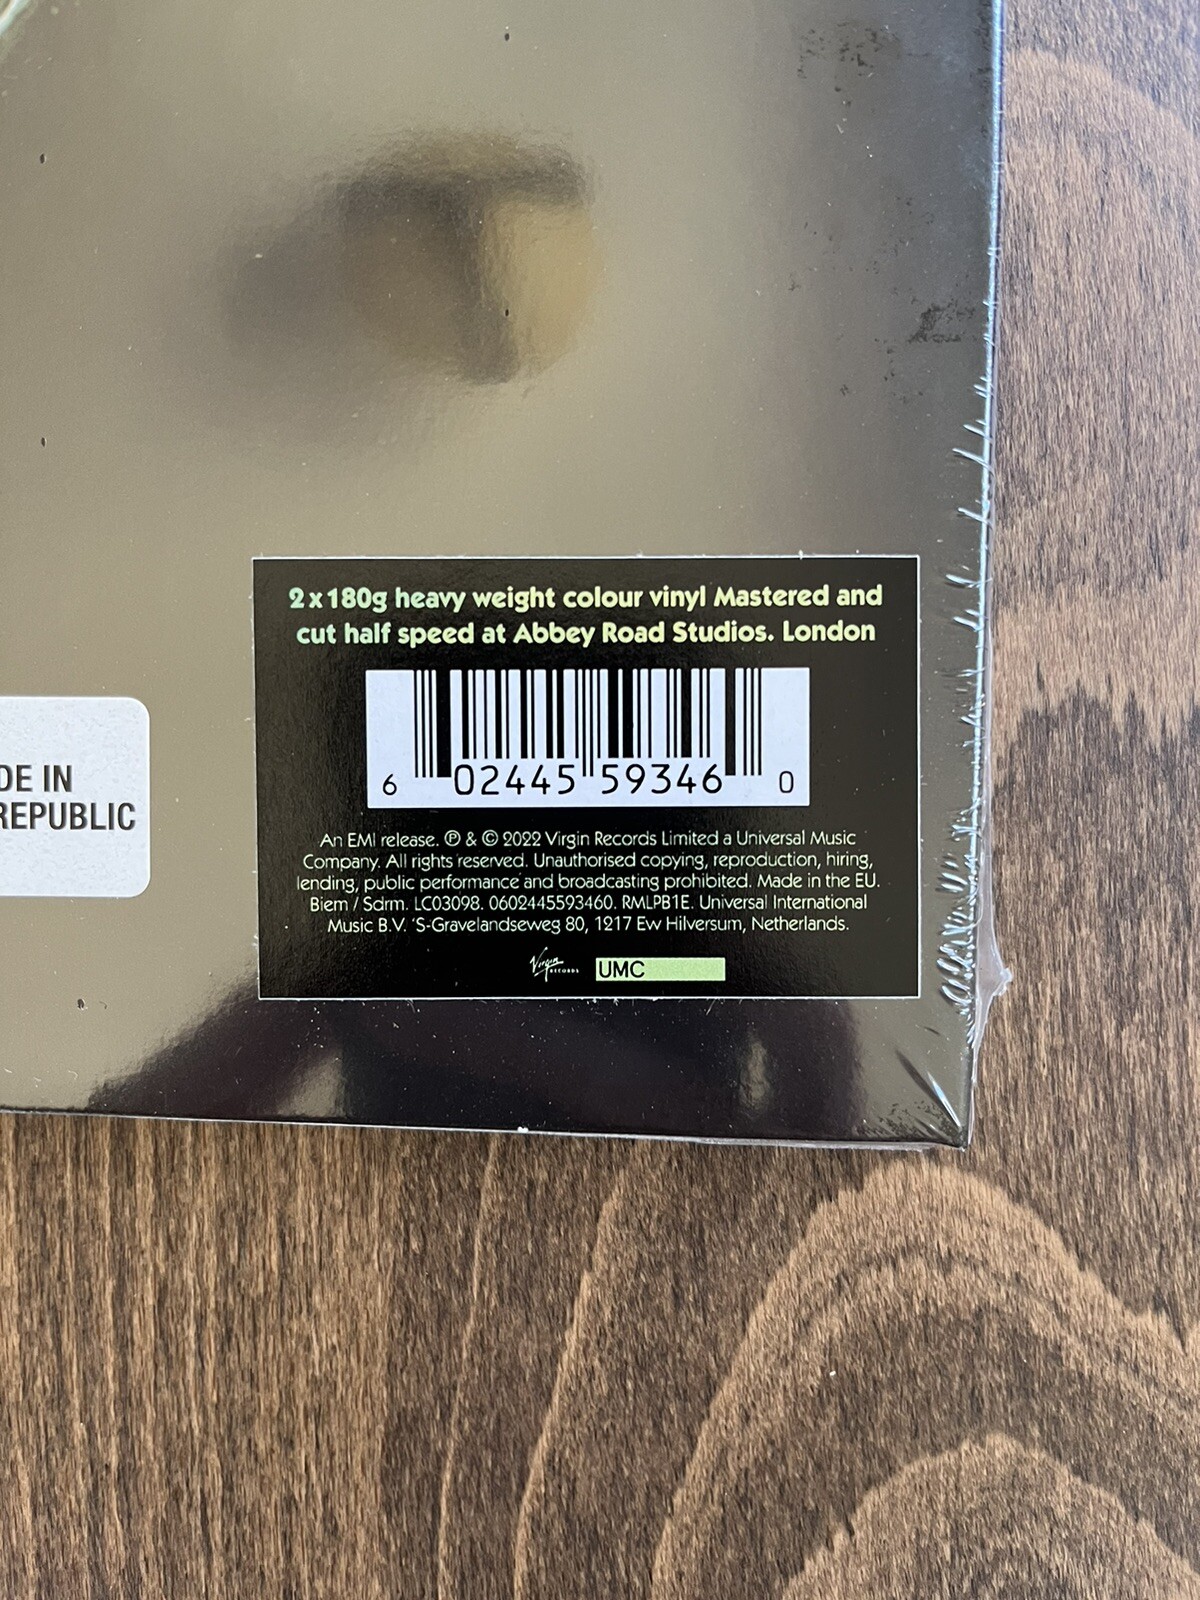 2 x 180g heavy weight colour vinyl Mastered and
cut half speed at Abbey Road Studios. London
6 02445 59346 0
DE IN
REPUBLIC
An EMI release. ℗ & © 2022 Virgin Records Limited a Universal Music
Company. All rights reserved. Unauthorised copying, reproduction, hiring,
lending, public performance and broadcasting prohibited. Made in the EU.
Biem / Sdrm. LC03098. 0602445593460. RMLPB1E. Universal International
Music B.V. 'S-Gravelandseweg 80, 1217 Ew Hilversum, Netherlands.
Virgin RECORDS
UMC